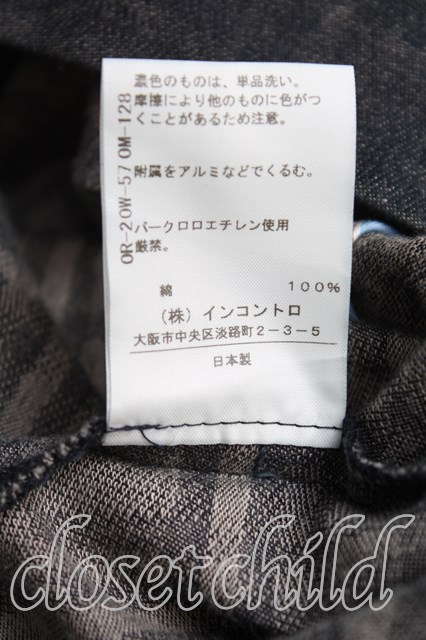 濃色のものは、単品洗い。
摩擦により他のものに色がつ
くことがあるため注意。
附属をアルミなどでくるむ。
パークロロエチレン使用
厳禁。
綿 100%
(株) インコントロ
大阪市中央区淡路町2-3-5
日本製
OR-20W-570M-128
closet child